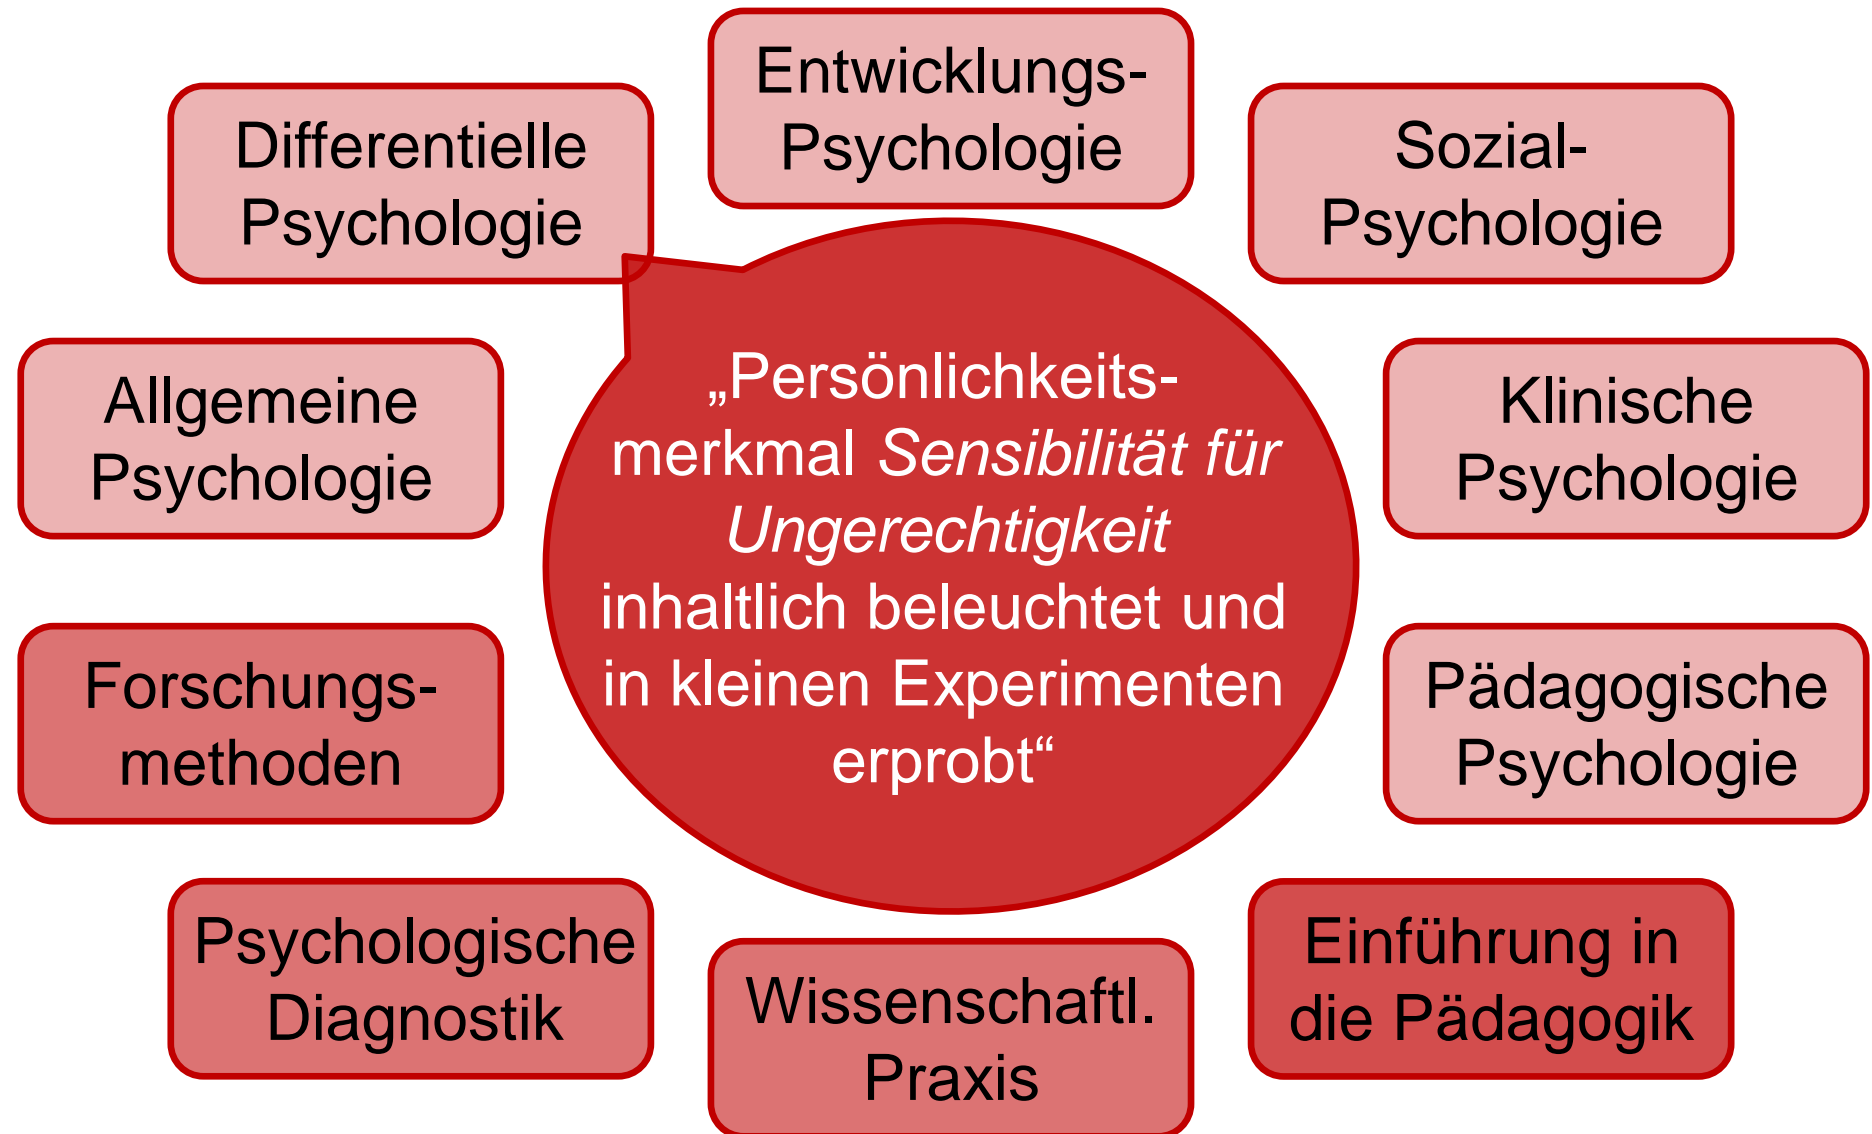 Entwicklungs-
Psychologie
Differentielle
Psychologie
Sozial-
Psychologie
Allgemeine
Psychologie
„Persönlichkeits-
merkmal Sensibilität für
Ungerechtigkeit
inhaltlich beleuchtet und
in kleinen Experimenten
erprobt“
Klinische
Psychologie
Forschungs-
methoden
Pädagogische
Psychologie
Psychologische
Diagnostik
Wissenschaftl.
Praxis
Einführung in
die Pädagogik